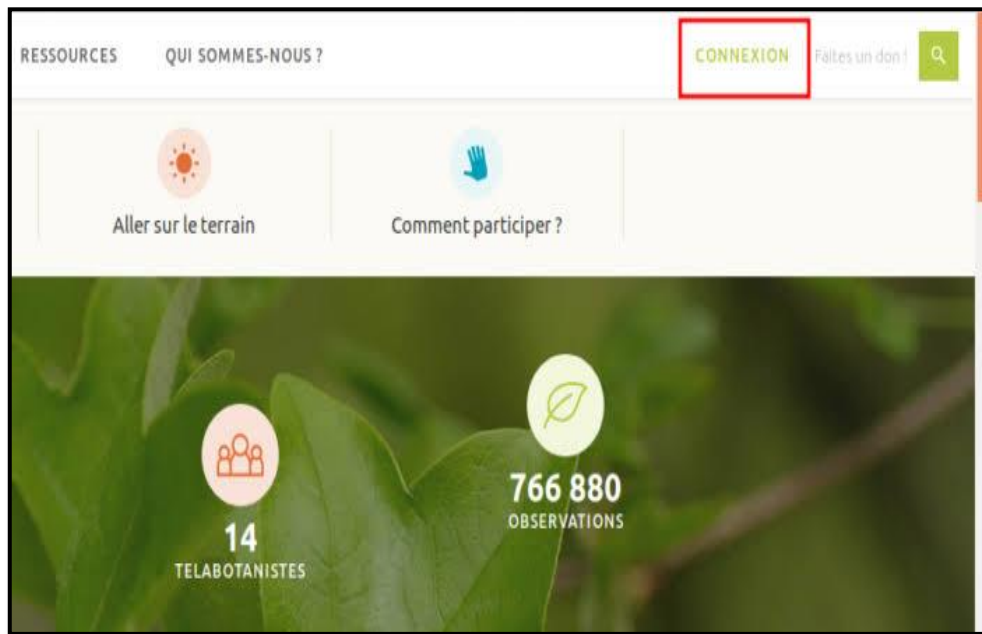 RESSOURCES QUI SOMMES-NOUS ? CONNEXION Faites un don !
Aller sur le terrain Comment participer ?
766 880
OBSERVATIONS
14
TELABOTANISTES